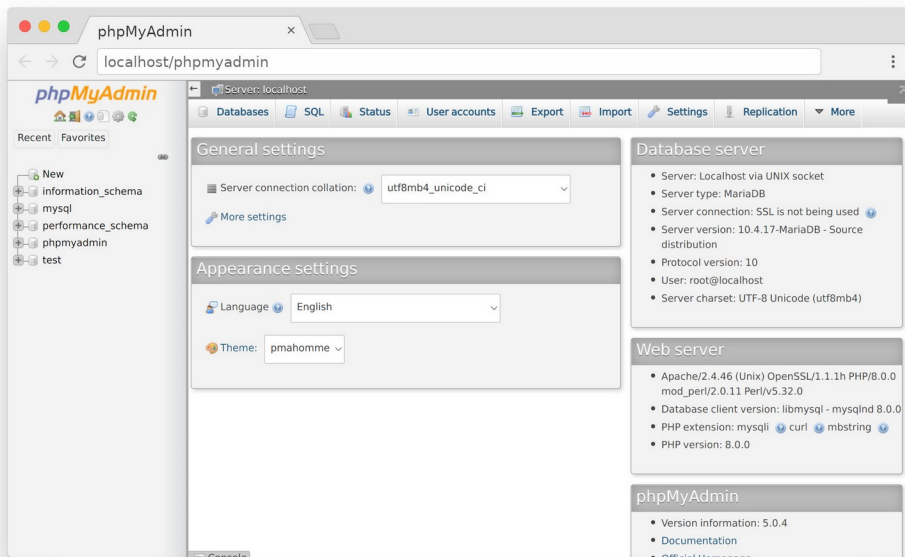 phpMyAdmin
localhost/phpmyadmin
phpMyAdmin
Recent Favorites
New
information_schema
mysql
performance_schema
phpmyadmin
test
Server: localhost
Databases SQL Status User accounts Export Import Settings Replication More
General settings
Server connection collation: utf8mb4_unicode_ci
More settings
Appearance settings
Language English
Theme: pmahomme
Database server
Server: Localhost via UNIX socket
Server type: MariaDB
Server connection: SSL is not being used
Server version: 10.4.17-MariaDB - Source
distribution
Protocol version: 10
User: root@localhost
Server charset: UTF-8 Unicode (utf8mb4)
Web server
Apache/2.4.46 (Unix) OpenSSL/1.1.1h PHP/8.0.0
mod_perl/2.0.11 Perl/v5.32.0
Database client version: libmysql - mysqlnd 8.0.0
PHP extension: mysqli curl mbstring
PHP version: 8.0.0
phpMyAdmin
Version information: 5.0.4
Documentation
Official Homepage
Console